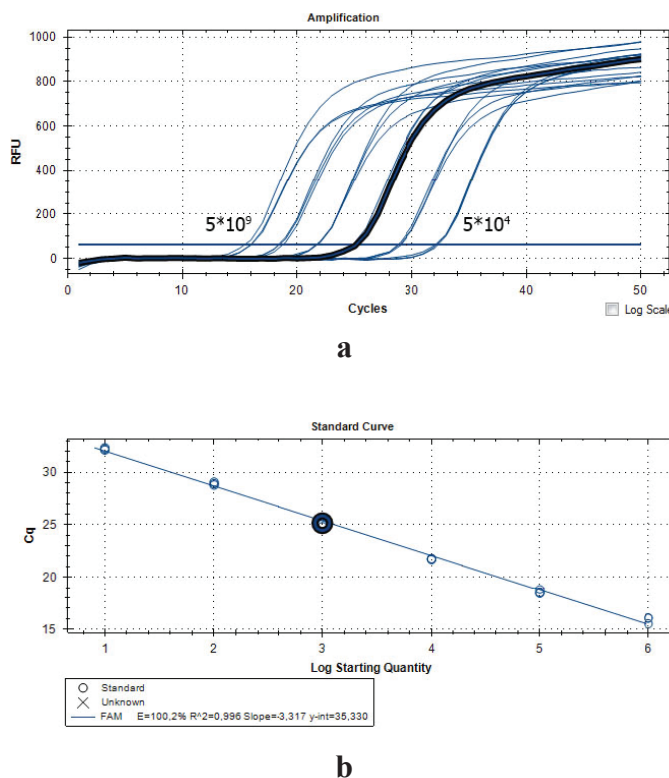 Amplification
1000
800
600
400
200
0
RFU
5*10⁹
5*10⁴
0
10
20
30
40
50
Cycles
Log Scale
a
Standard Curve
30
25
20
15
Cq
1
2
3
4
5
6
Log Starting Quantity
Standard
Unknown
FAM E=100,2% R^2=0,996 Slope=-3,317 y-int=35,330
b